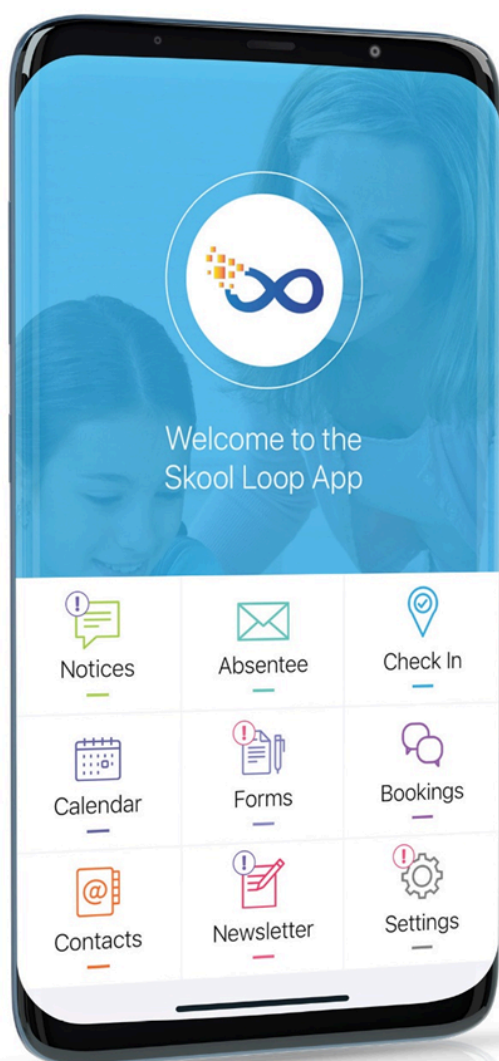 Welcome to the
Skool Loop App
! Notices
Absentee
Check In
Calendar
! Forms
Bookings
@ Contacts
! Newsletter
! Settings